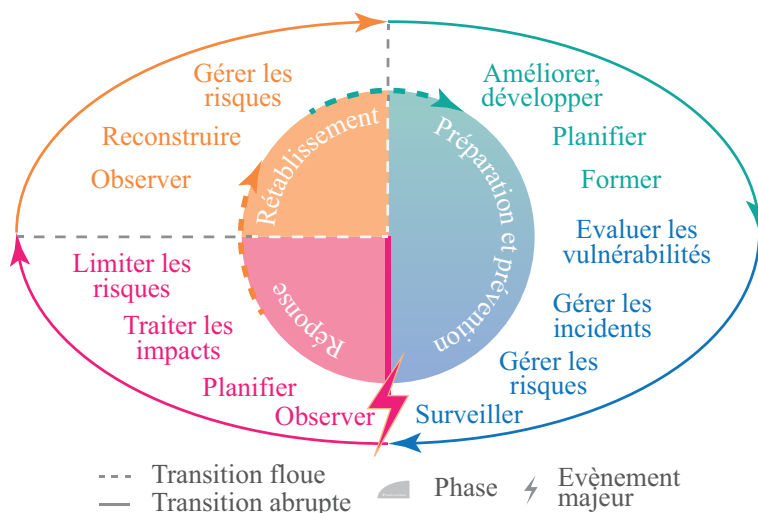 Gérer les
risques
Reconstruire
Observer
Améliorer,
développer
Planifier
Former
Rétablissement
Préparation et prévention
Réponse
Evaluer les
vulnérabilités
Gérer les
incidents
Gérer les
risques
Surveiller
Limiter les
risques
Traiter les
impacts
Planifier
Observer
Transition floue
Transition abrupte
Phase
Evènement
majeur